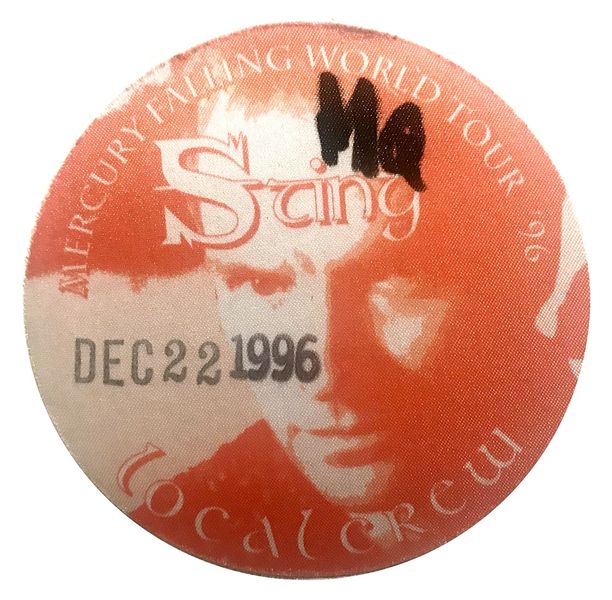 MERCURY FALLING WORLD TOUR '96
Sting
DEC 22 1996
Local Crew